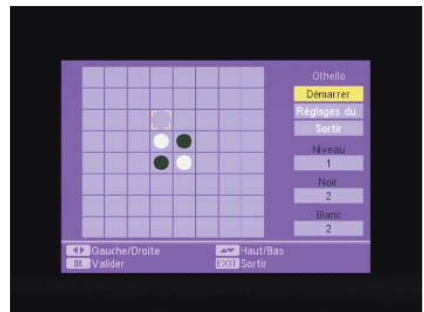 Othello
Démarrer
Réglages du
Sortir
Niveau
1
Noir
2
Blanc
2
Gauche/Droite
Haut/Bas
OK Valider
EXIT Sortir